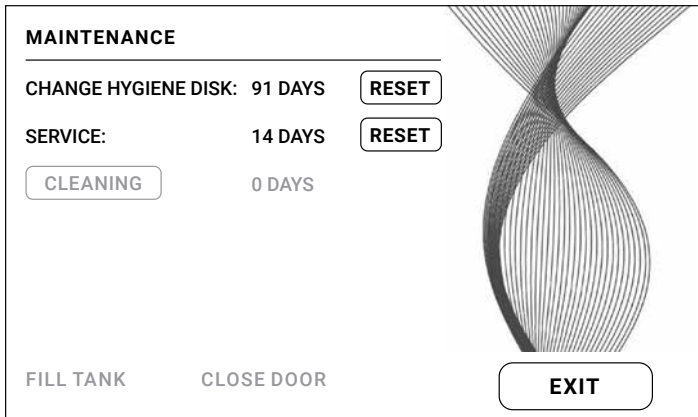 MAINTENANCE
CHANGE HYGIENE DISK: 91 DAYS RESET
SERVICE: 14 DAYS RESET
CLEANING 0 DAYS
FILL TANK CLOSE DOOR EXIT